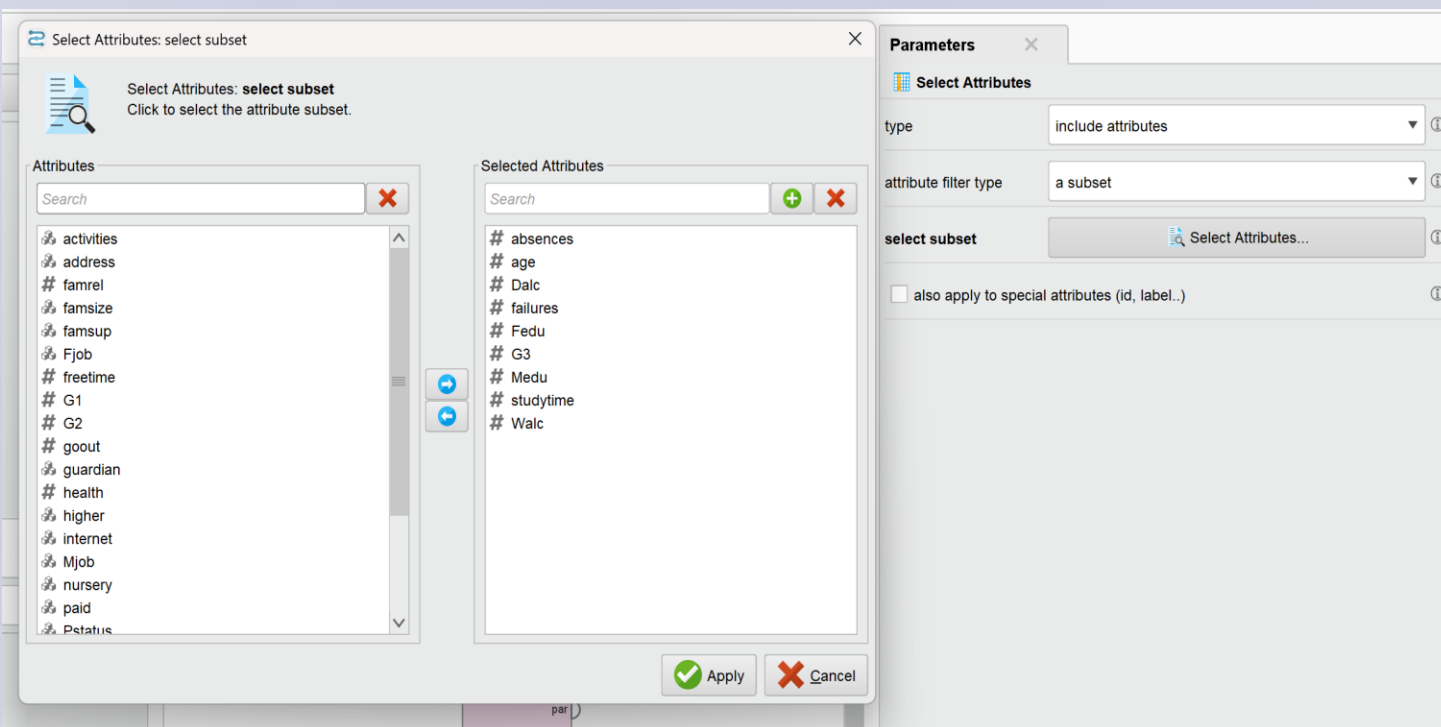 Select Attributes: select subset
Select Attributes: select subset
Click to select the attribute subset.
Attributes
Search
activities
address
famrel
famsize
famsup
Fjob
freetime
G1
G2
goout
guardian
health
higher
internet
Mjob
nursery
paid
Pstatus
Selected Attributes
Search
absences
age
Dalc
failures
Fedu
G3
Medu
studytime
Walc
Apply
Cancel
par
Parameters
Select Attributes
type
include attributes
attribute filter type
a subset
select subset
Select Attributes...
also apply to special attributes (id, label..)